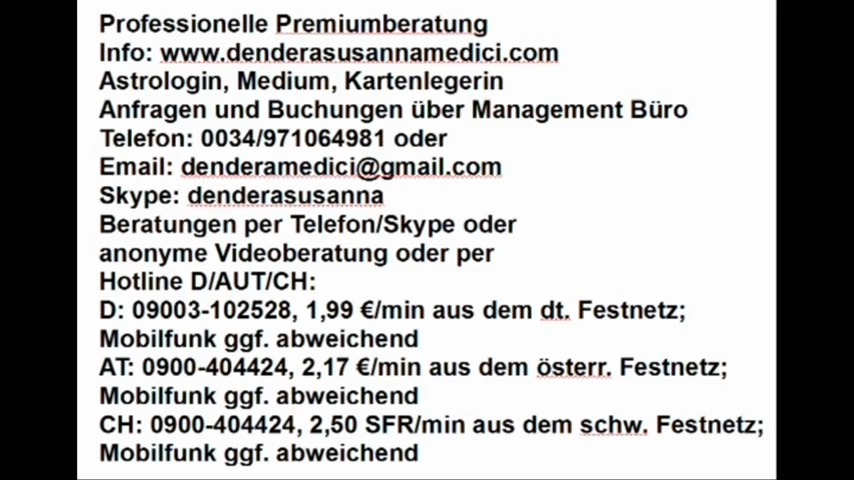 Professionelle Premiumberatung
Info: www.denderasusannamedici.com
Astrologin, Medium, Kartenlegerin
Anfragen und Buchungen über Management Büro
Telefon: 0034/971064981 oder
Email: denderamedici@gmail.com
Skype: denderasusanna
Beratungen per Telefon/Skype oder
anonyme Videoberatung oder per
Hotline D/AUT/CH:
D: 09003-102528, 1,99 €/min aus dem dt. Festnetz;
Mobilfunk ggf. abweichend
AT: 0900-404424, 2,17 €/min aus dem österr. Festnetz;
Mobilfunk ggf. abweichend
CH: 0900-404424, 2,50 SFR/min aus dem schw. Festnetz;
Mobilfunk ggf. abweichend